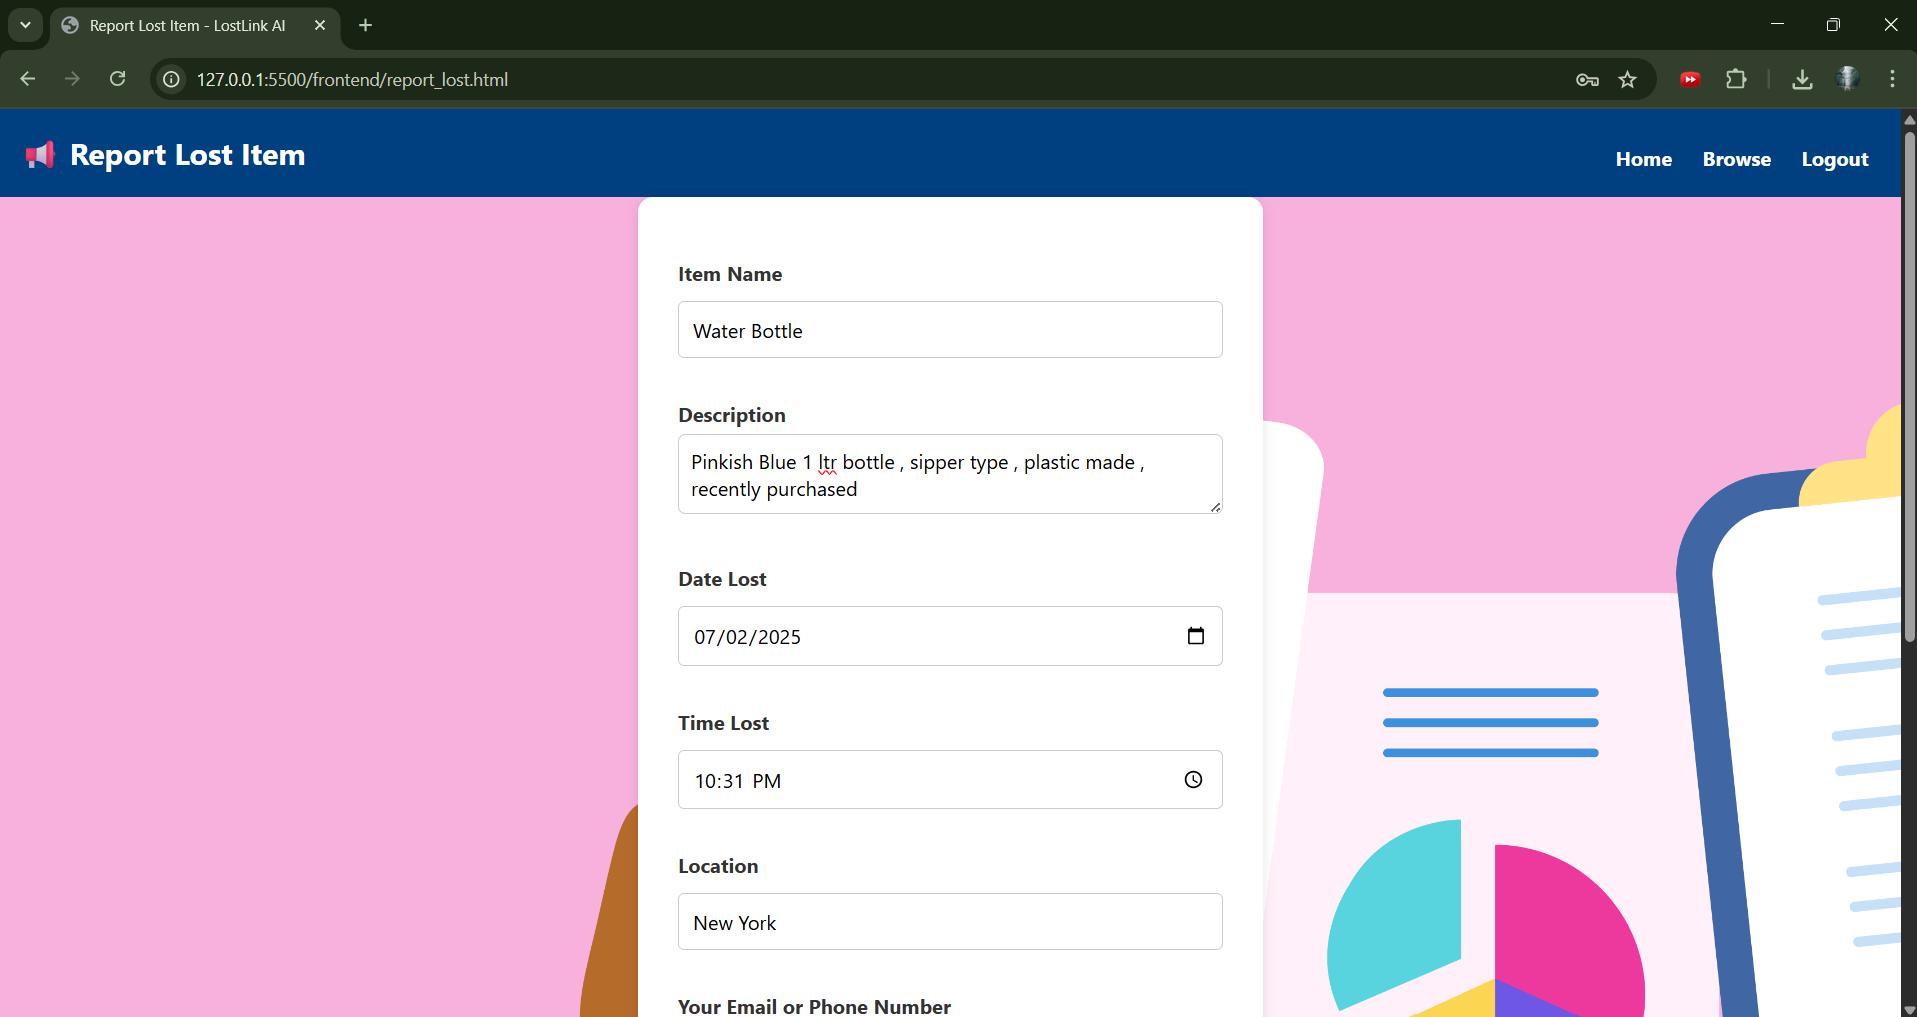 Report Lost Item - LostLink AI
127.0.0.1:5500/frontend/report_lost.html
Report Lost Item
Home Browse Logout
Item Name
Water Bottle
Description
Pinkish Blue 1 ltr bottle , sipper type , plastic made ,
recently purchased
Date Lost
07/02/2025
Time Lost
10:31 PM
Location
New York
Your Email or Phone Number